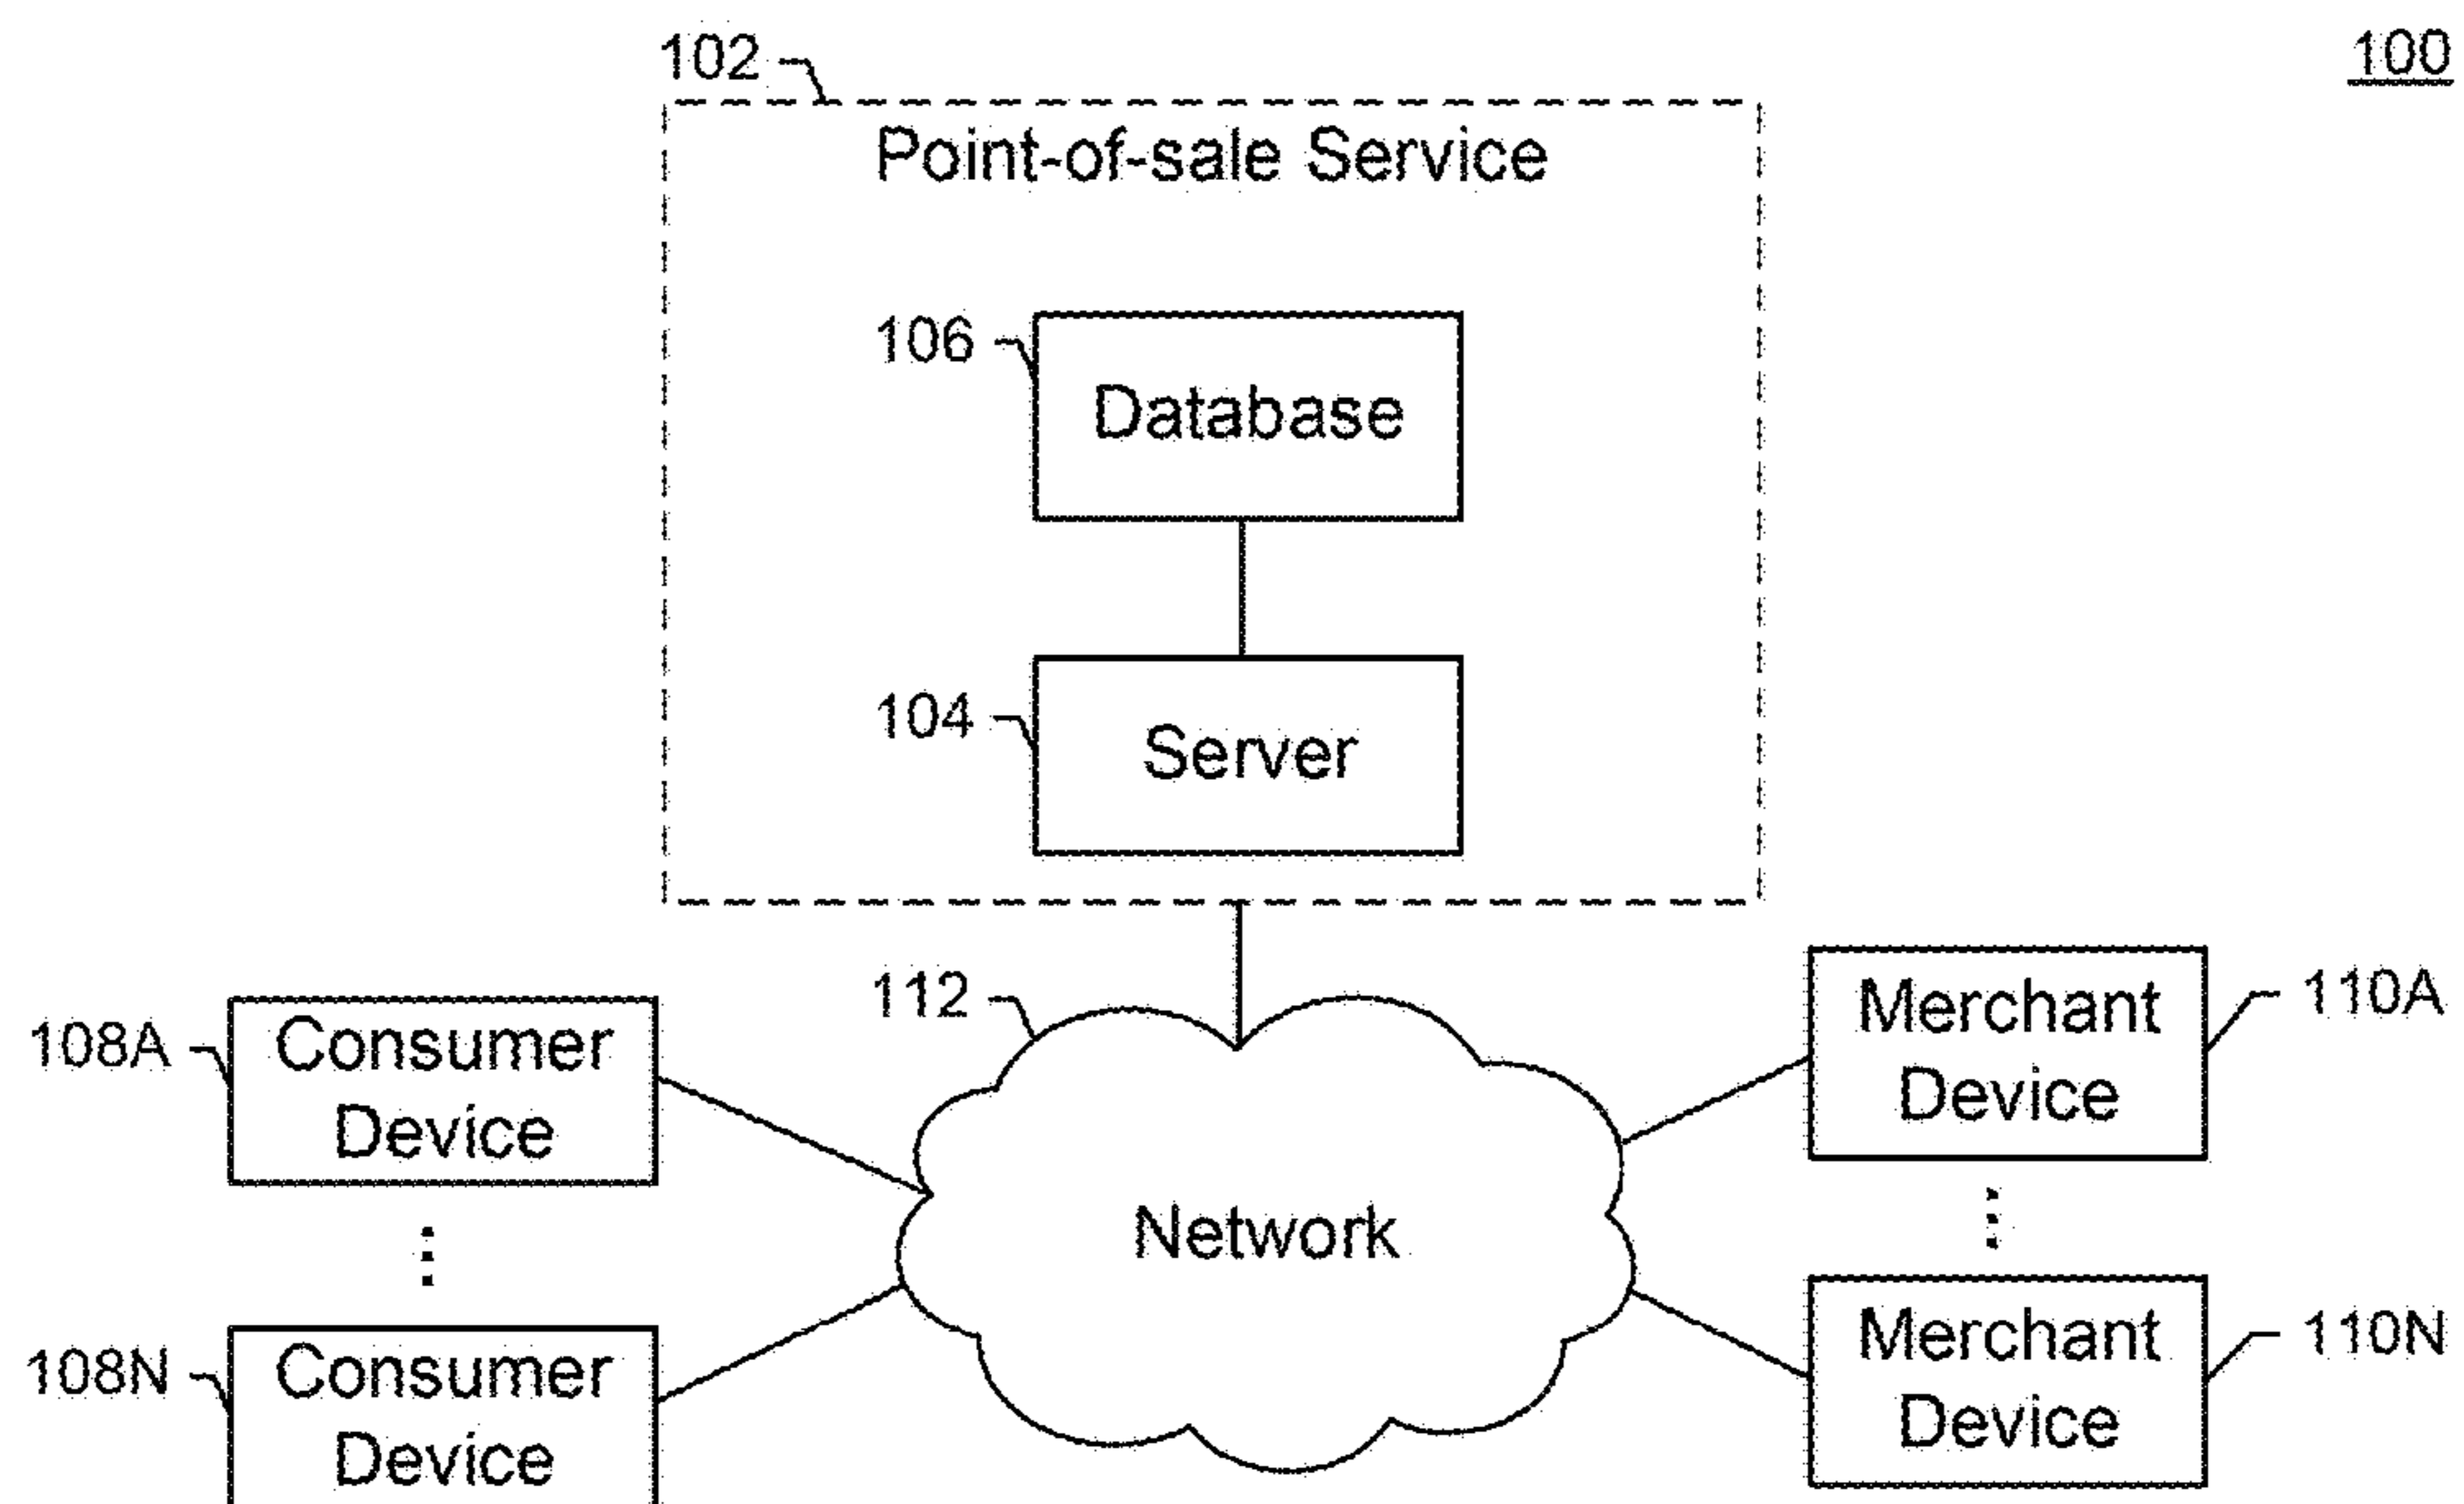 102
100
Point-of-sale Service
106
Database
104
Server
112
108A
Consumer
Device
Merchant
Device
110A
Network
108N
Consumer
Device
Merchant
Device
110N